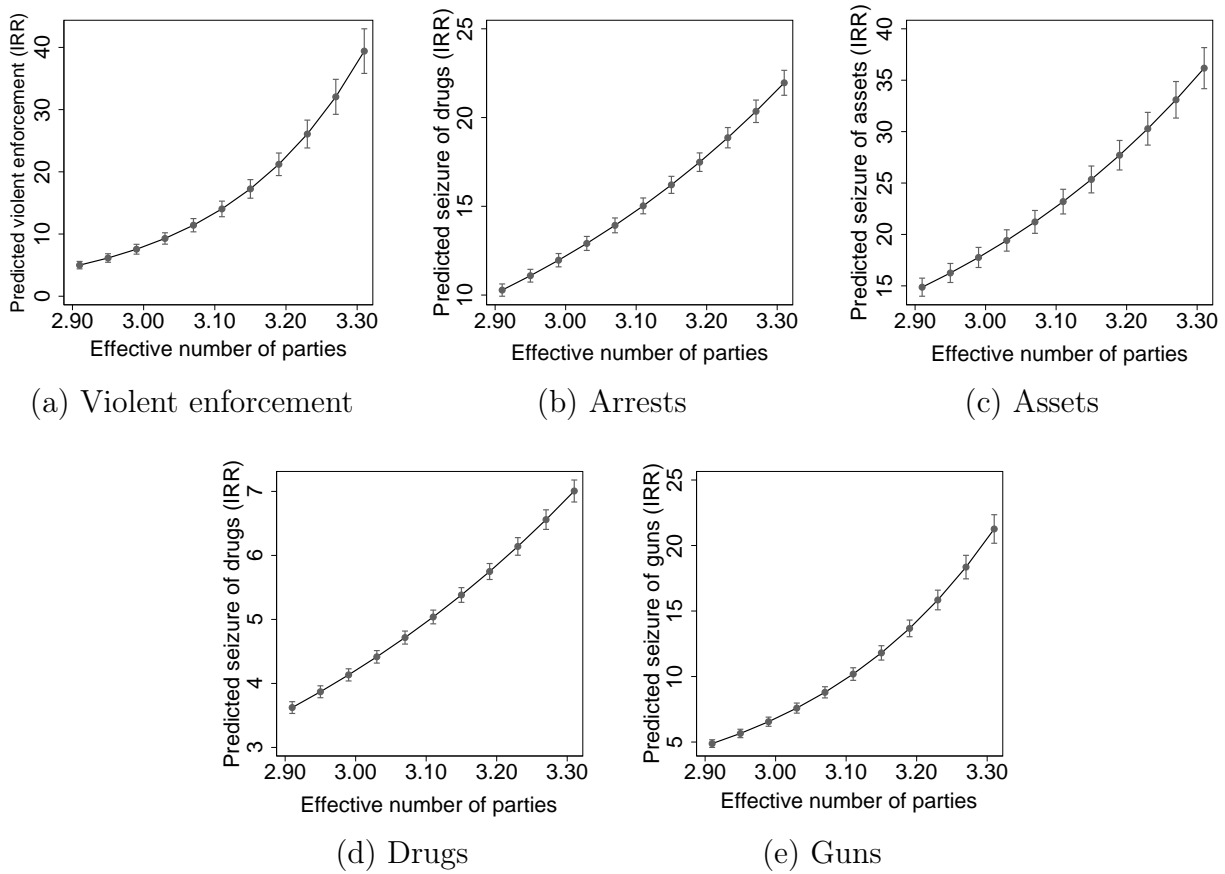 Predicted violent enforcement (IRR)
0 10 20 30 40
2.90 3.00 3.10 3.20 3.30
Effective number of parties
(a) Violent enforcement
Predicted seizure of drugs (IRR)
10 15 20 25
2.90 3.00 3.10 3.20 3.30
Effective number of parties
(b) Arrests
Predicted seizure of assets (IRR)
15 20 25 30 35 40
2.90 3.00 3.10 3.20 3.30
Effective number of parties
(c) Assets
Predicted seizure of drugs (IRR)
3 4 5 6 7
2.90 3.00 3.10 3.20 3.30
Effective number of parties
(d) Drugs
Predicted seizure of guns (IRR)
5 10 15 20 25
2.90 3.00 3.10 3.20 3.30
Effective number of parties
(e) Guns